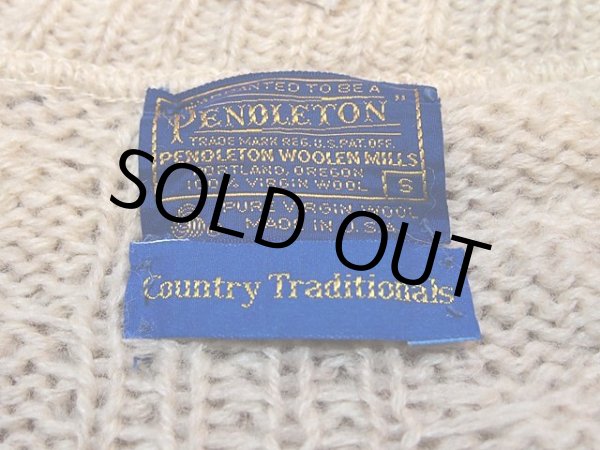 WARRANTED TO BE A
"PENDLETON"
TRADE MARK REG. U.S. PAT. OFF.
PENDLETON WOOLEN MILLS
PORTLAND, OREGON
100% VIRGIN WOOL S
PURE VIRGIN WOOL
MADE IN U.S.A.
SOLD OUT
Country Traditionals